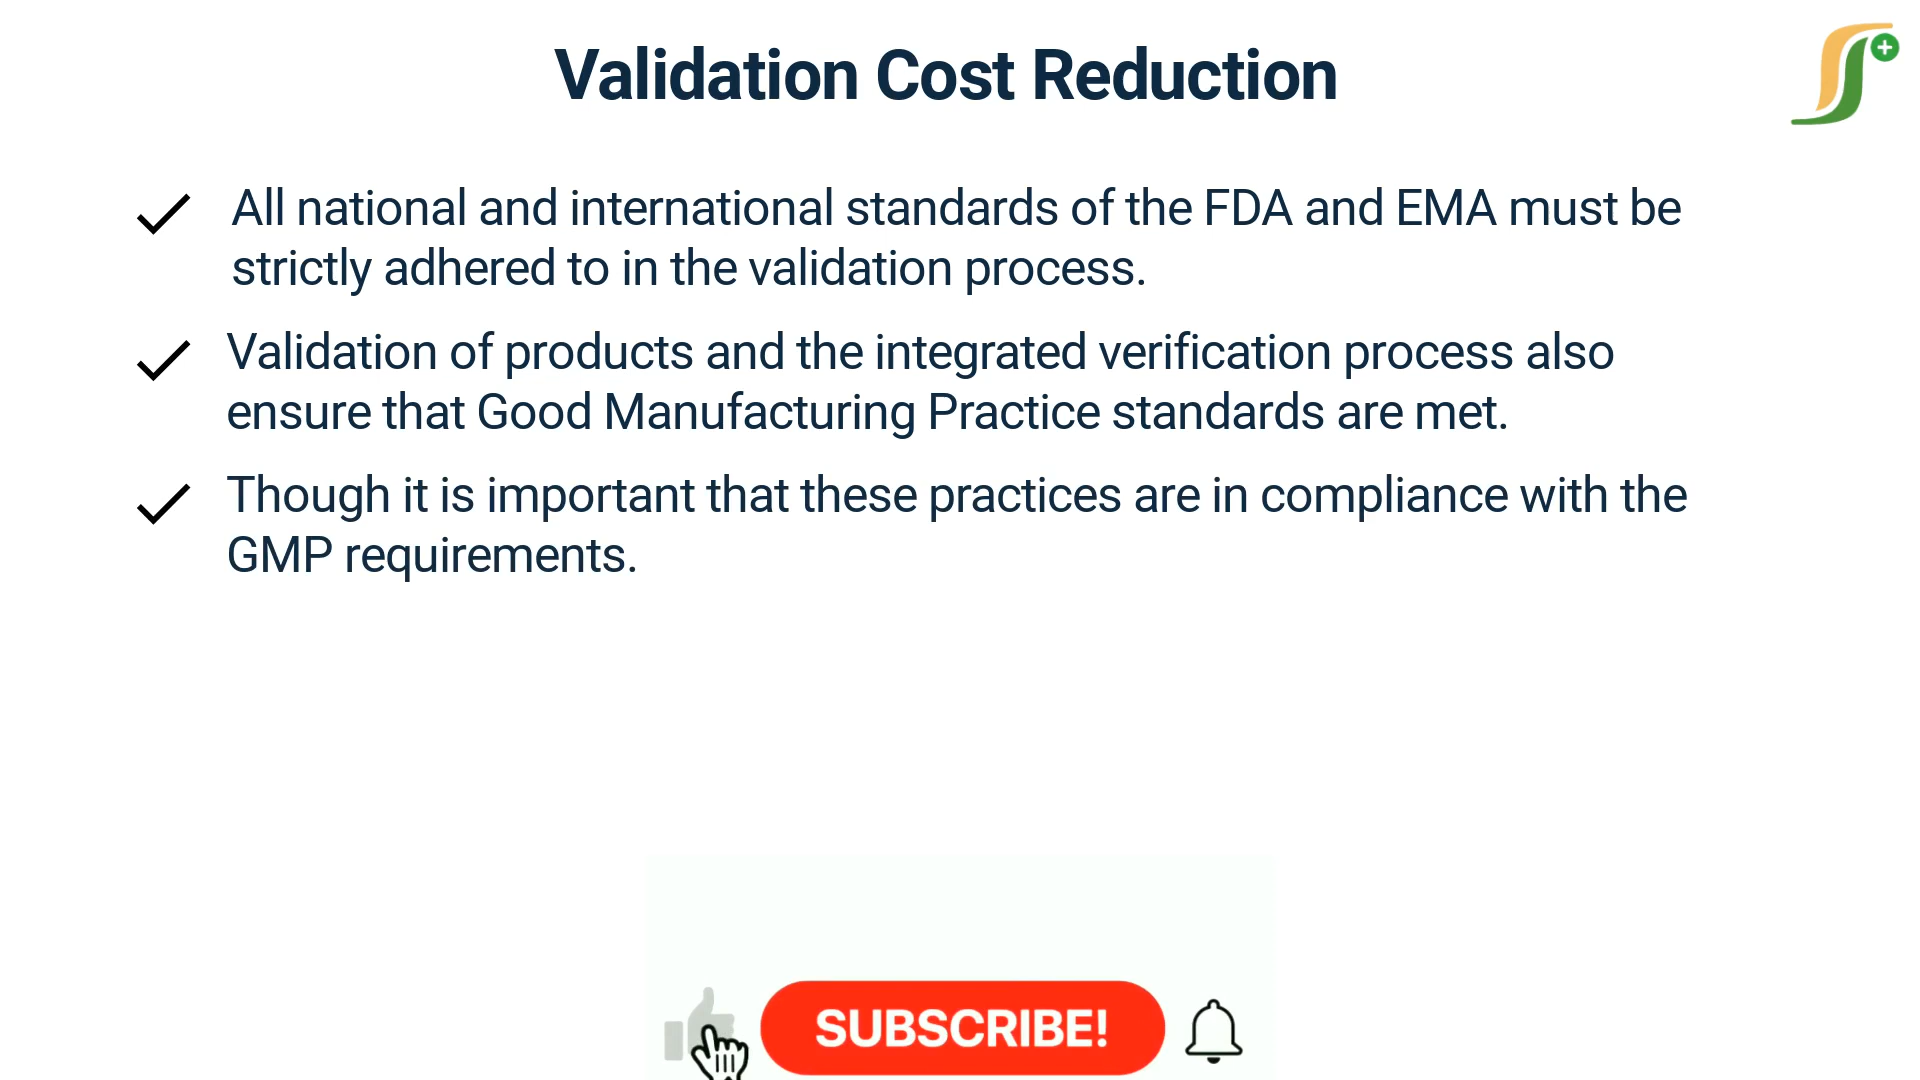 Validation Cost Reduction
All national and international standards of the FDA and EMA must be
strictly adhered to in the validation process.
Validation of products and the integrated verification process also
ensure that Good Manufacturing Practice standards are met.
Though it is important that these practices are in compliance with the
GMP requirements.
SUBSCRIBE!